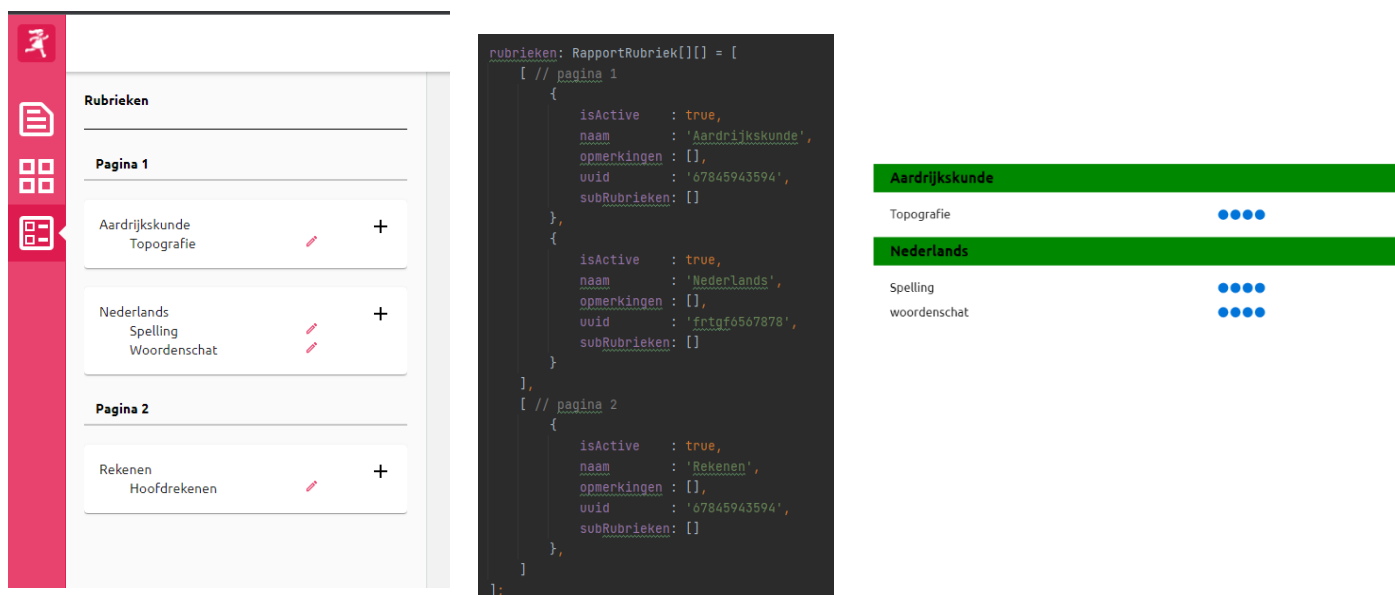 Rubrieken
Pagina 1
Aardrijkskunde
Topografie
Nederlands
Spelling
Woordenschat
Pagina 2
Rekenen
Hoofdrekenen
rubrieken: RapportRubriek[][] = [
[ // pagina 1
{
isActive : true,
naam : 'Aardrijkskunde',
opmerkingen : [],
uuid : '67845943594',
subRubrieken: []
},
{
isActive : true,
naam : 'Nederlands',
opmerkingen : [],
uuid : 'frtgf6567878',
subRubrieken: []
}
],
[ // pagina 2
{
isActive : true,
naam : 'Rekenen',
opmerkingen : [],
uuid : '67845943594',
subRubrieken: []
},
]
];
Aardrijkskunde
Topografie
Nederlands
Spelling
woordenschat